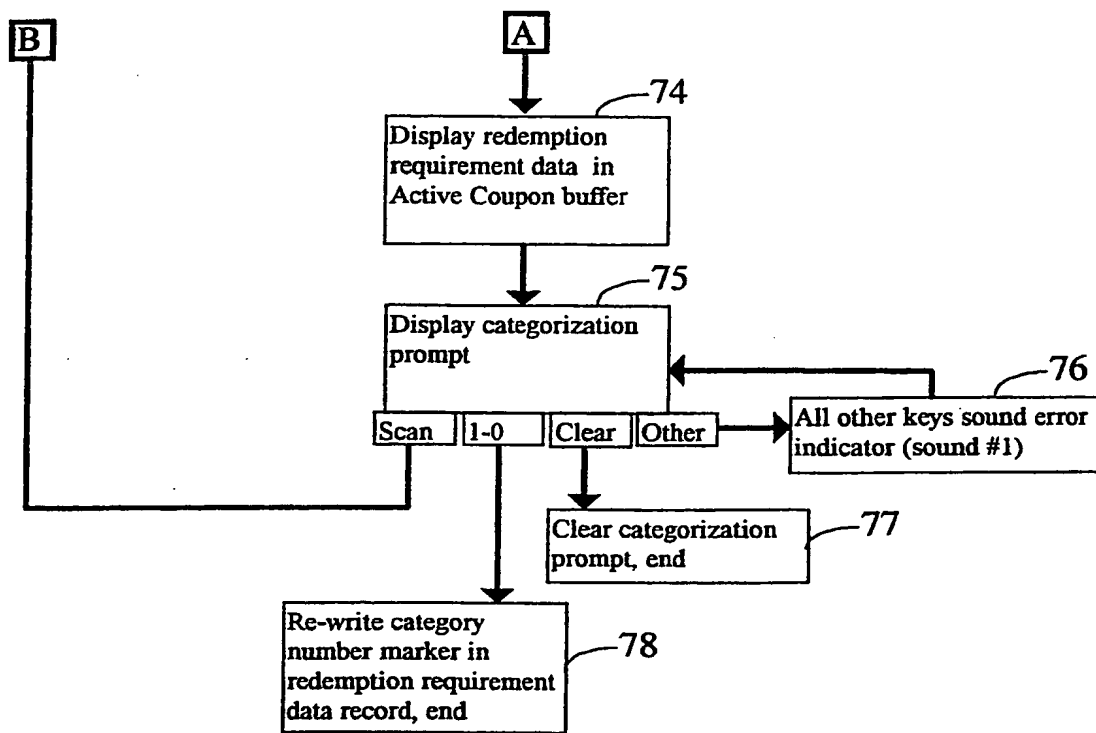 B
A
74
Display redemption
requirement data in
Active Coupon buffer
75
Display categorization
prompt
76
Scan
1-0
Clear
Other
All other keys sound error
indicator (sound #1)
Clear categorization
prompt, end
77
Re-write category
number marker in
redemption requirement
data record, end
78